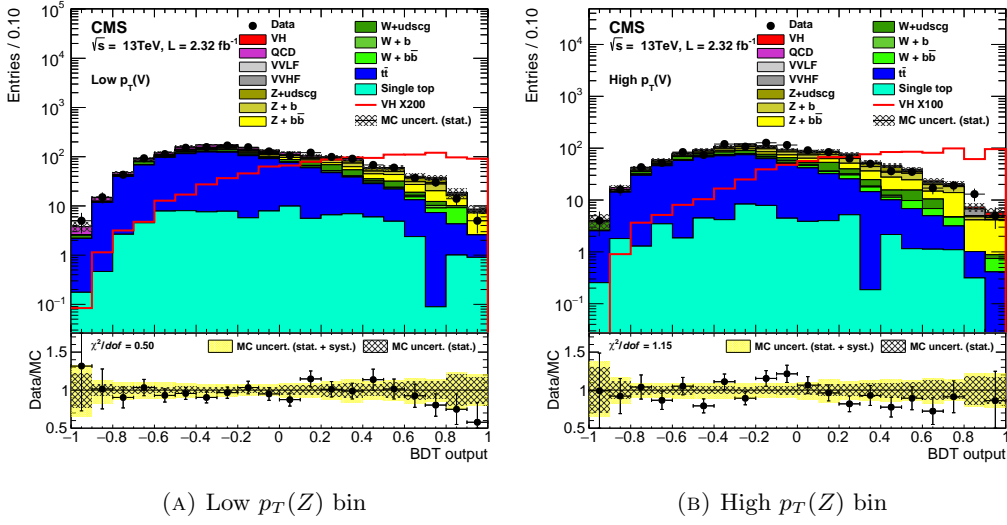 CMS
√s = 13TeV, L = 2.32 fb⁻¹
Low p_T(V)
Data
VH
QCD
VVLF
VVHF
Z+udscg
Z + b
Z + bb̄
W+udscg
W + b
W + bb̄
tt̄
Single top
VH X200
MC uncert. (stat.)
Entries / 0.10
10⁵
10⁴
10³
10²
10
1
10⁻¹
χ²/dof = 0.50
MC uncert. (stat. + syst.)
MC uncert. (stat.)
Data/MC
1.5
1
0.5
−1 −0.8 −0.6 −0.4 −0.2 0 0.2 0.4 0.6 0.8 1
BDT output
(A) Low p_T(Z) bin
CMS
√s = 13TeV, L = 2.32 fb⁻¹
High p_T(V)
Data
VH
QCD
VVLF
VVHF
Z+udscg
Z + b
Z + bb̄
W+udscg
W + b
W + bb̄
tt̄
Single top
VH X100
MC uncert. (stat.)
Entries / 0.10
10⁴
10³
10²
10
1
10⁻¹
χ²/dof = 1.15
MC uncert. (stat. + syst.)
MC uncert. (stat.)
Data/MC
1.5
1
0.5
−1 −0.8 −0.6 −0.4 −0.2 0 0.2 0.4 0.6 0.8 1
BDT output
(B) High p_T(Z) bin